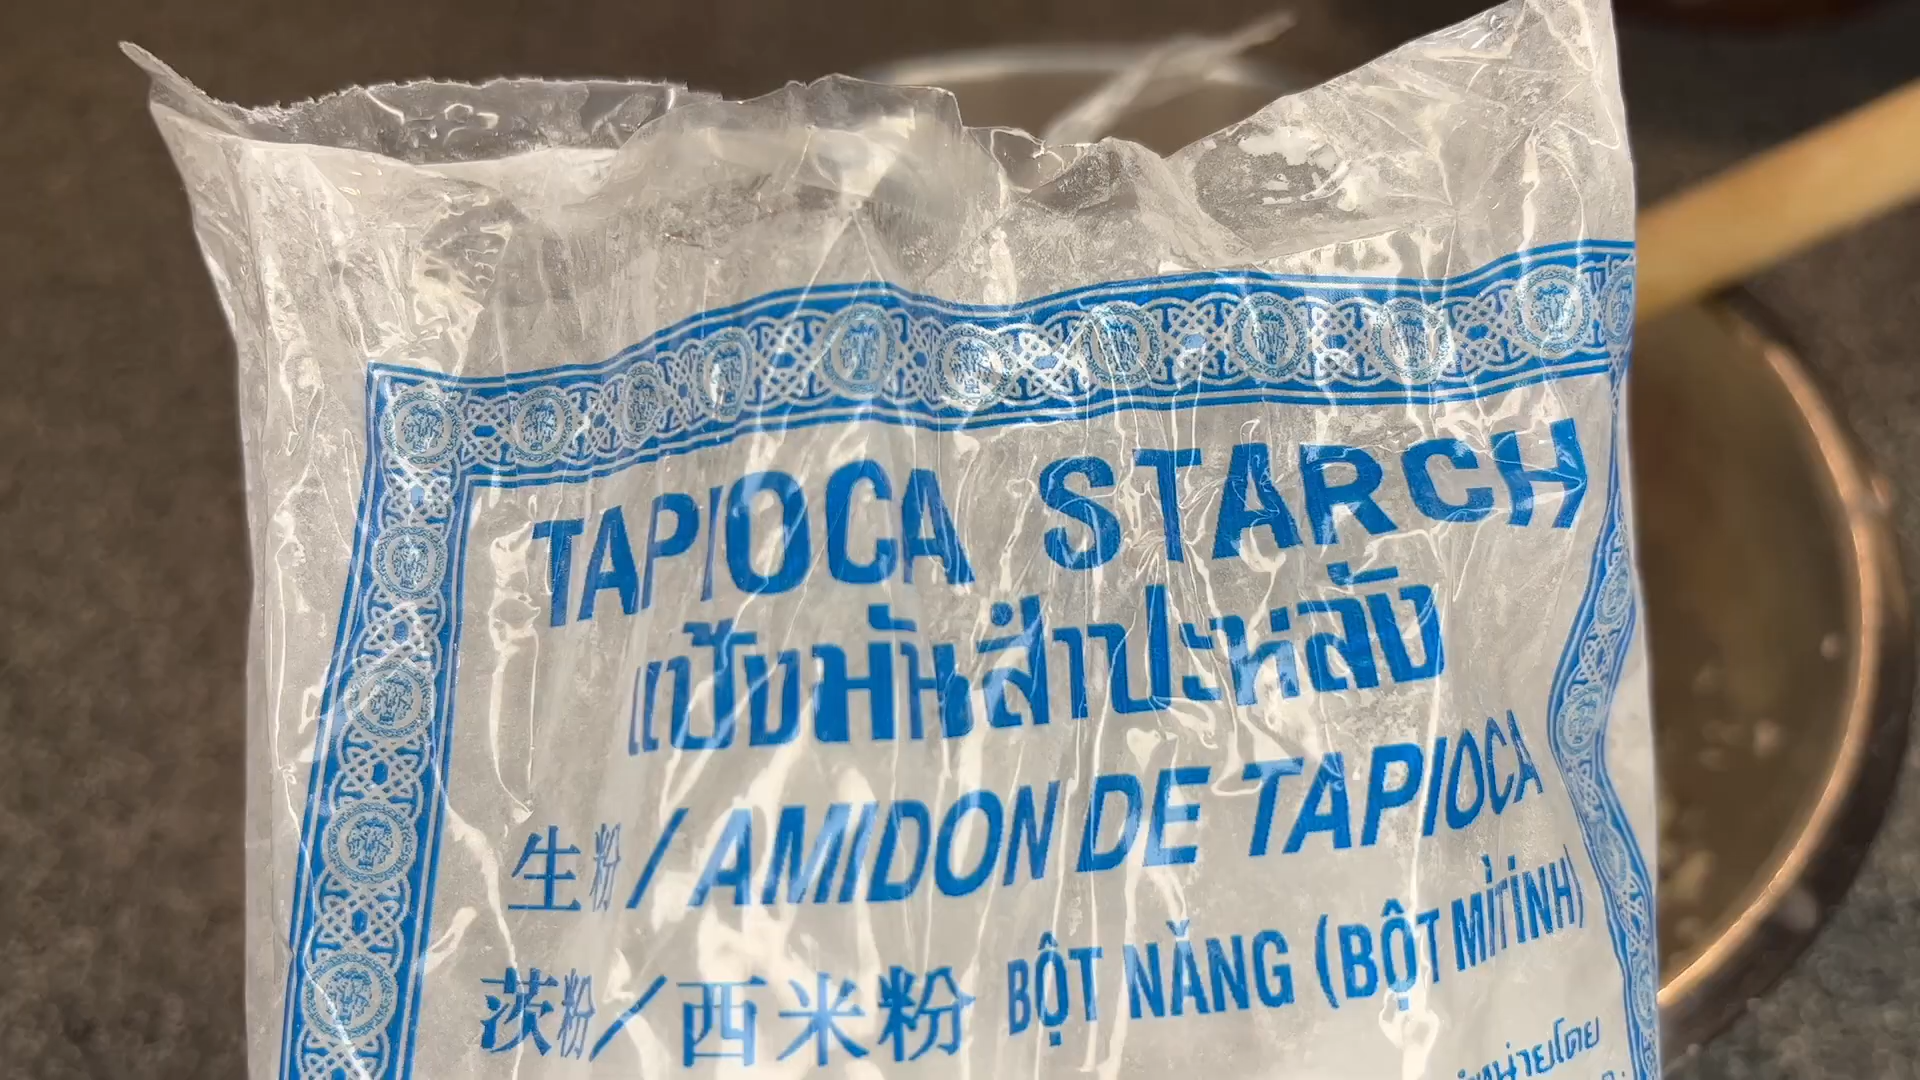 TAPIOCA STARCH
แป้งมันสำปะหลัง
生粉 / AMIDON DE TAPIOCA
茨粉 / 西米粉 BỘT NĂNG (BỘT MÌ TINH)